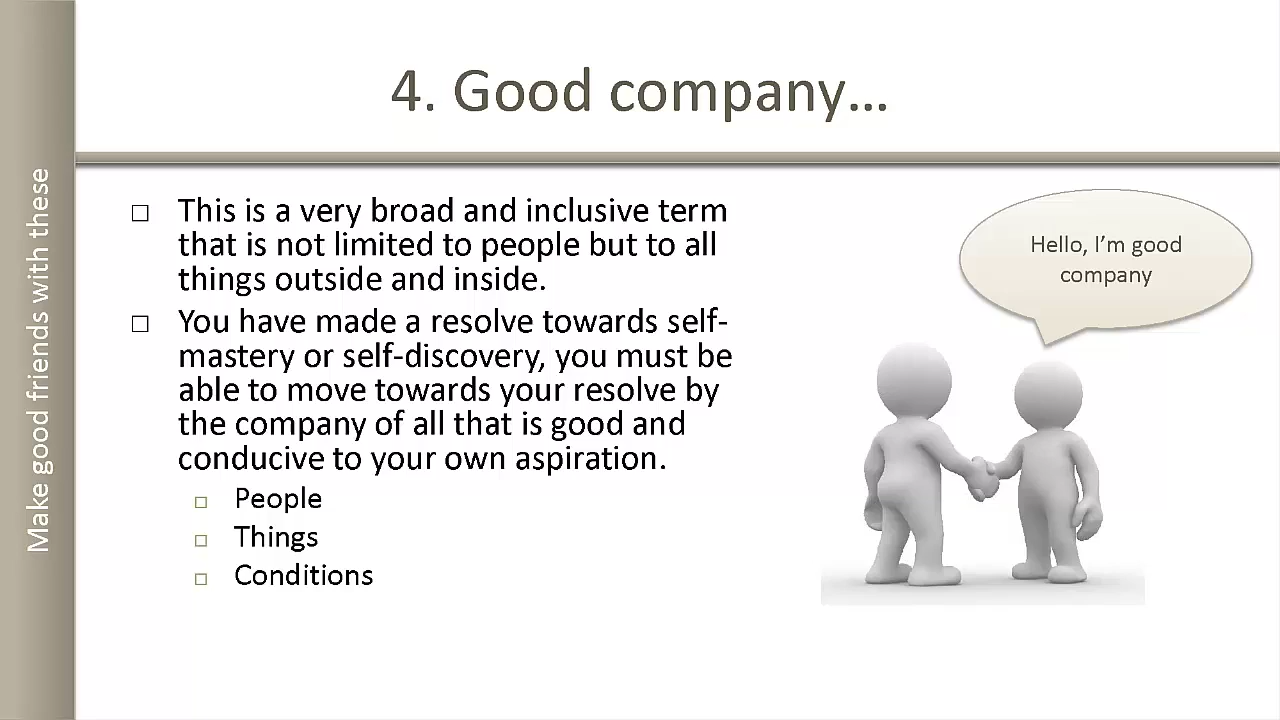 4. Good company...
Make good friends with these
□ This is a very broad and inclusive term
that is not limited to people but to all
things outside and inside.
□ You have made a resolve towards self-
mastery or self-discovery, you must be
able to move towards your resolve by
the company of all that is good and
conducive to your own aspiration.
□ People
□ Things
□ Conditions
Hello, I’m good
company